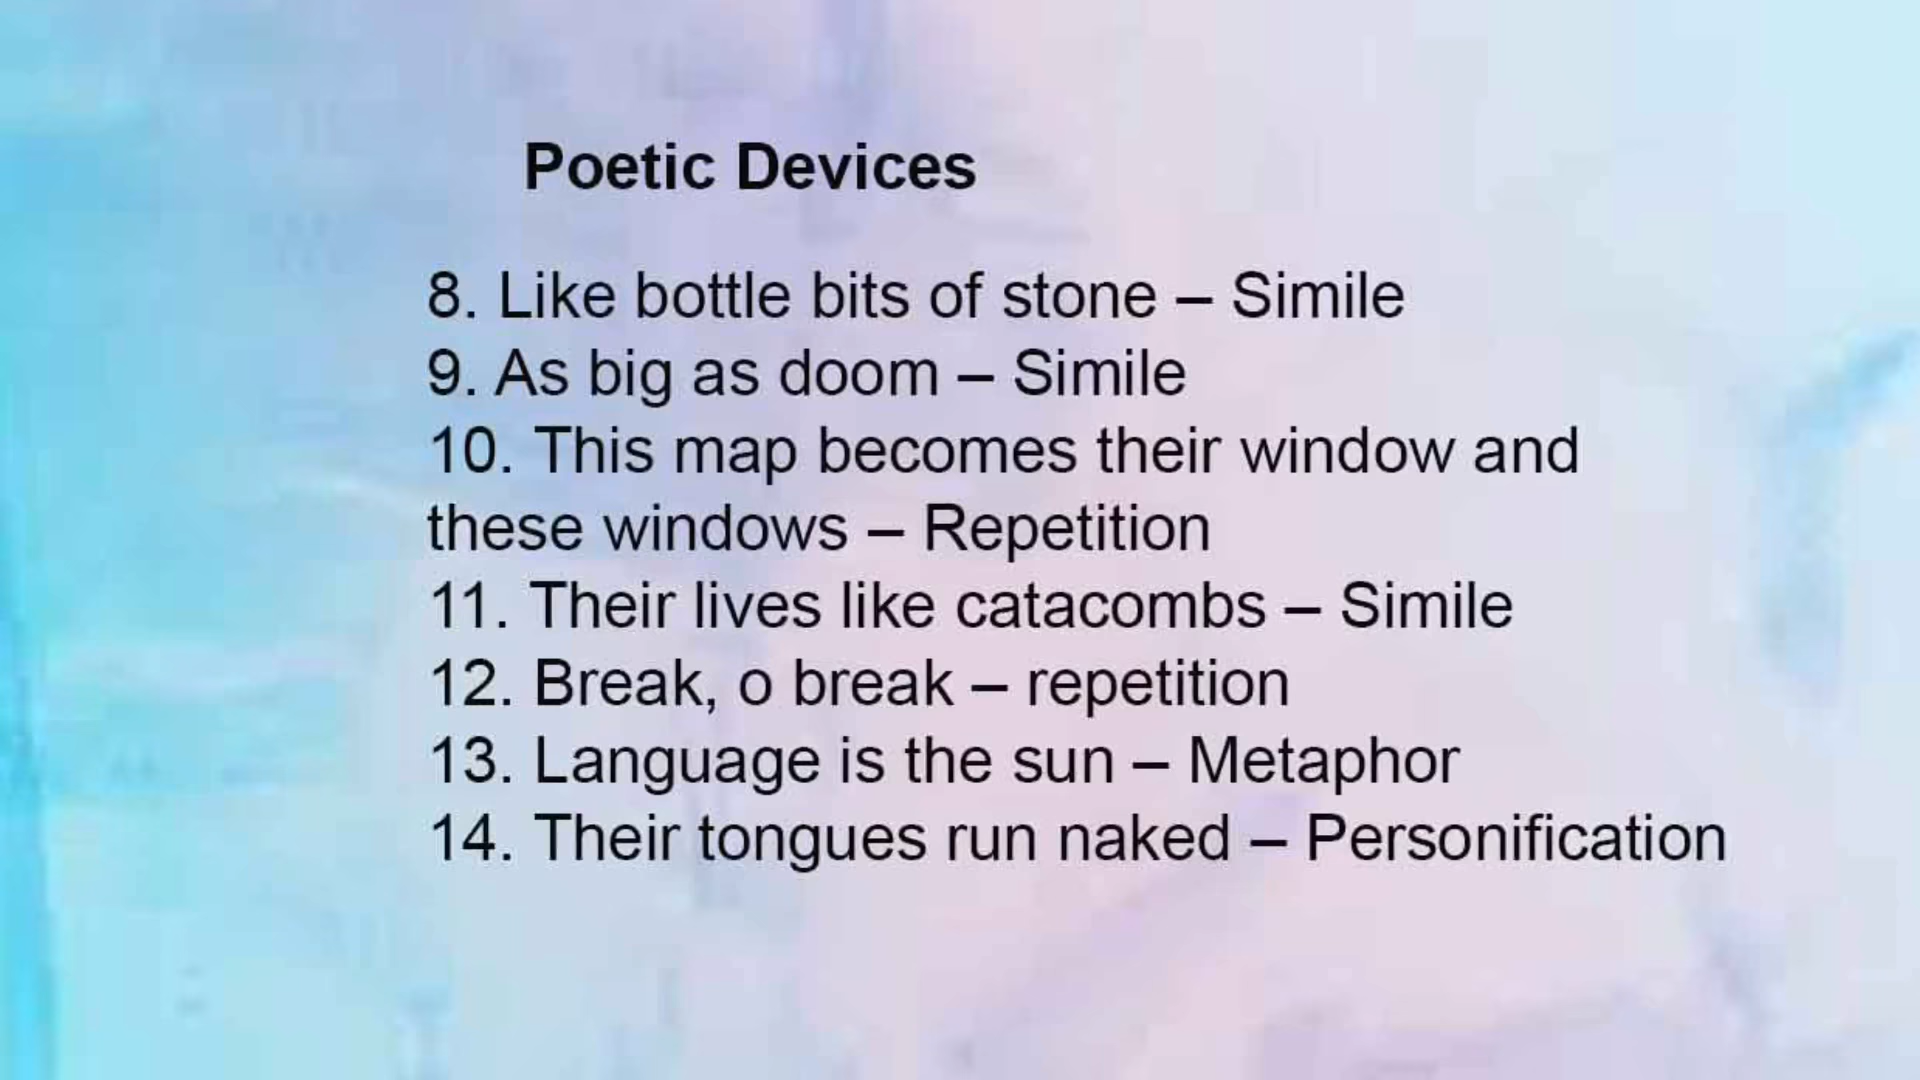 Poetic Devices
8. Like bottle bits of stone – Simile
9. As big as doom – Simile
10. This map becomes their window and
these windows – Repetition
11. Their lives like catacombs – Simile
12. Break, o break – repetition
13. Language is the sun – Metaphor
14. Their tongues run naked – Personification